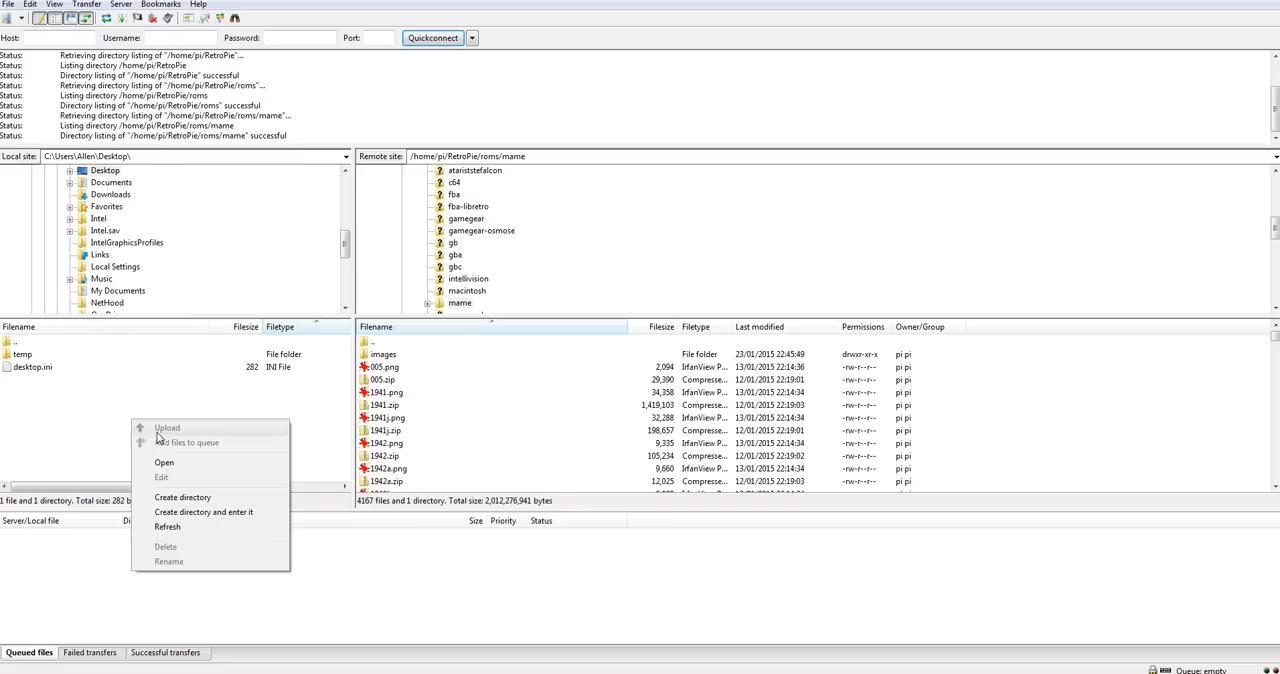 File Edit View Transfer Server Bookmarks Help
Host: Username: Password: Port: Quickconnect
Status: Retrieving directory listing of "/home/pi/RetroPie"...
Status: Listing directory /home/pi/RetroPie
Status: Directory listing of "/home/pi/RetroPie" successful
Status: Retrieving directory listing of "/home/pi/RetroPie/roms"...
Status: Listing directory /home/pi/RetroPie/roms
Status: Directory listing of "/home/pi/RetroPie/roms" successful
Status: Retrieving directory listing of "/home/pi/RetroPie/roms/mame"...
Status: Listing directory /home/pi/RetroPie/roms/mame
Status: Directory listing of "/home/pi/RetroPie/roms/mame" successful
Local site: C:\Users\Allen\Desktop\
Desktop
Documents
Downloads
Favorites
Intel
Intel.sav
IntelGraphicsProfiles
Links
Local Settings
Music
My Documents
NetHood
Remote site: /home/pi/RetroPie/roms/mame
ataristefalcon
c64
fba
fba-libretro
gamegear
gamegear-osmose
gb
gba
gbc
intellivision
macintosh
mame
Filename Filesize Filetype
..
temp File folder
desktop.ini 282 INI File
1 file and 1 directory. Total size: 282 b
Upload
Add files to queue
Open
Edit
Create directory
Create directory and enter it
Refresh
Delete
Rename
Filename Filesize Filetype Last modified Permissions Owner/Group
..
images File folder 23/01/2015 22:45:49 drwxr-xr-x pi pi
005.png 2,094 IrfanView P... 13/01/2015 22:14:36 -rw-r--r-- pi pi
005.zip 29,390 Compresse... 12/01/2015 22:19:01 -rw-r--r-- pi pi
1941.png 34,358 IrfanView P... 13/01/2015 22:14:34 -rw-r--r-- pi pi
1941.zip 1,419,103 Compresse... 12/01/2015 22:19:01 -rw-r--r-- pi pi
1941j.png 32,288 IrfanView P... 13/01/2015 22:14:34 -rw-r--r-- pi pi
1941j.zip 198,657 Compresse... 12/01/2015 22:19:01 -rw-r--r-- pi pi
1942.png 9,335 IrfanView P... 13/01/2015 22:14:34 -rw-r--r-- pi pi
1942.zip 105,234 Compresse... 12/01/2015 22:19:02 -rw-r--r-- pi pi
1942a.png 9,660 IrfanView P... 13/01/2015 22:14:34 -rw-r--r-- pi pi
1942a.zip 12,025 Compresse... 12/01/2015 22:19:03 -rw-r--r-- pi pi
4167 files and 1 directory. Total size: 2,012,276,941 bytes
Server/Local file Di Size Priority Status
Queued files Failed transfers Successful transfers
Queue: empty